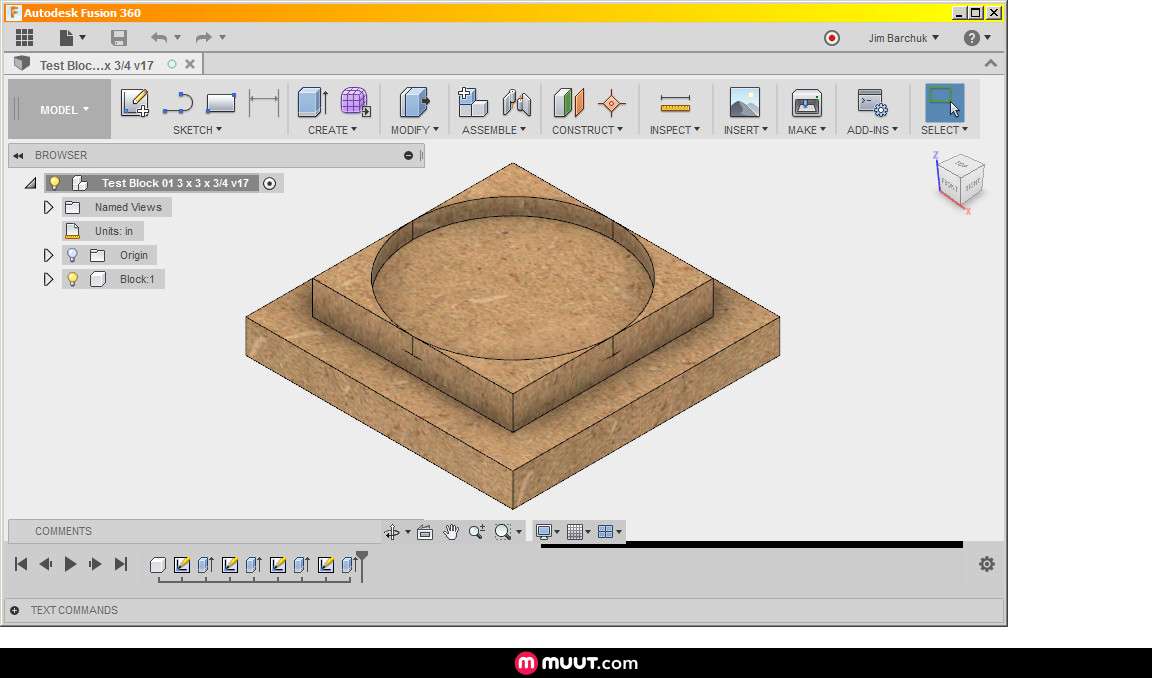 Autodesk Fusion 360
Jim Barchuk
Test Bloc...x 3/4 v17
MODEL
SKETCH
CREATE
MODIFY
ASSEMBLE
CONSTRUCT
INSPECT
INSERT
MAKE
ADD-INS
SELECT
BROWSER
Test Block 01 3 x 3 x 3/4 v17
Named Views
Units: in
Origin
Block:1
Z
TOP
FRONT
RIGHT
X
COMMENTS
TEXT COMMANDS
muut.com